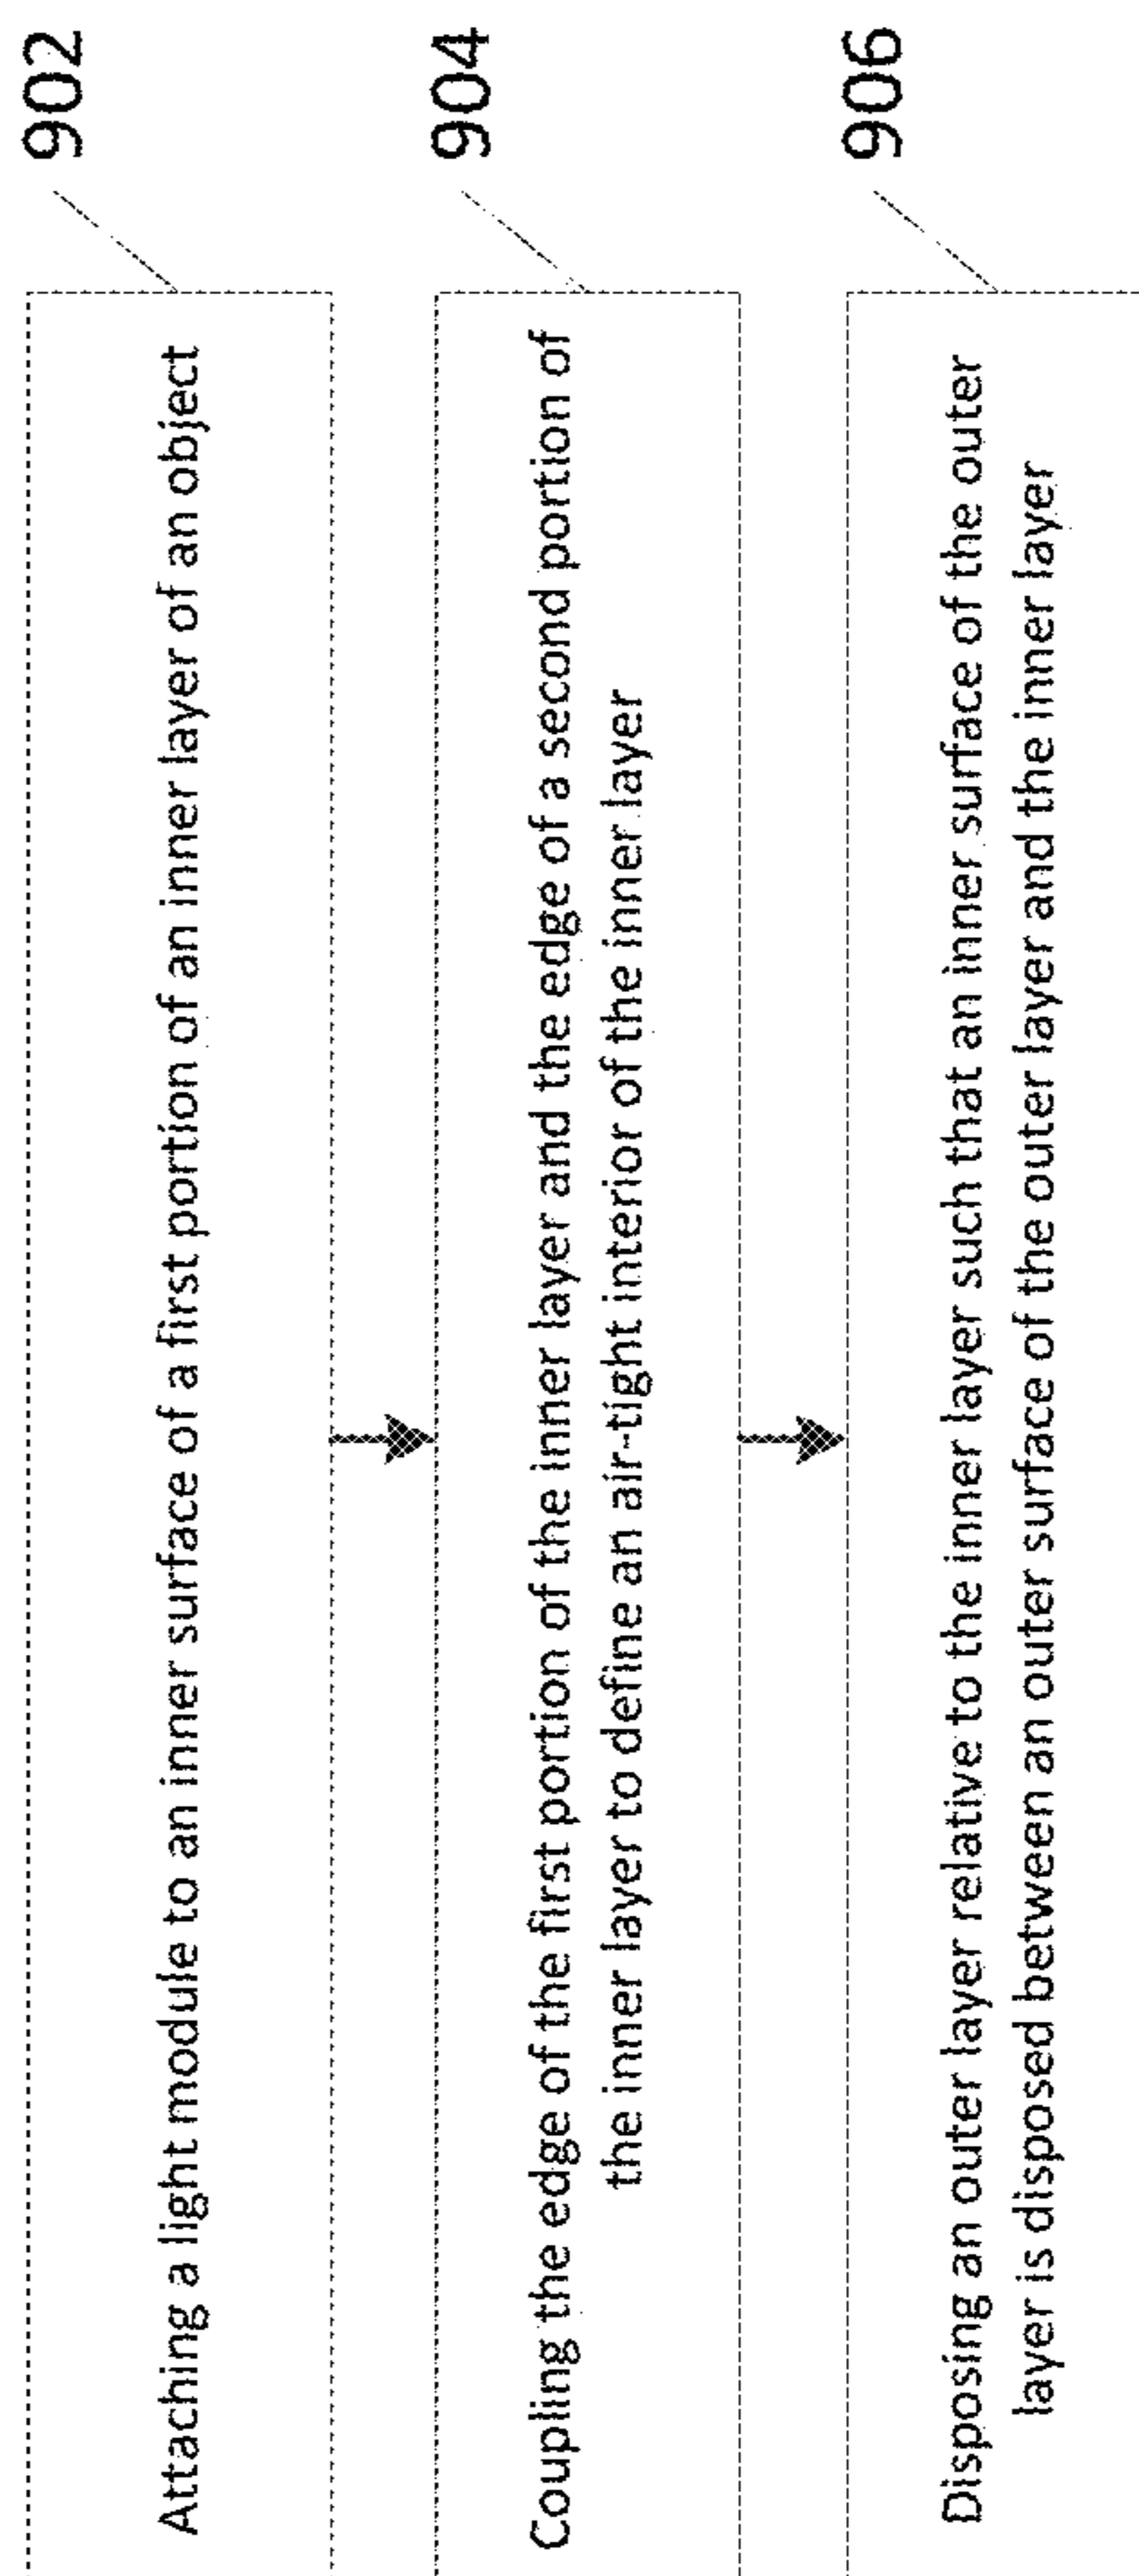 902
Attaching a light module to an inner surface of a first portion of an inner layer of an object
904
Coupling the edge of the first portion of the inner layer and the edge of a second portion of
the inner layer to define an air-tight interior of the inner layer
906
Disposing an outer layer relative to the inner layer such that an inner surface of the outer
layer is disposed between an outer surface of the outer layer and the inner layer